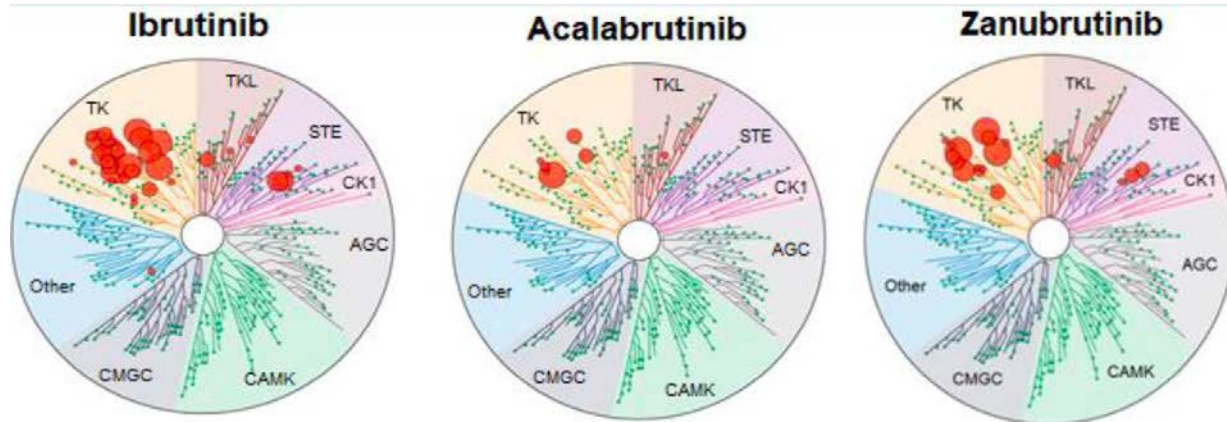 Ibrutinib
TK
TKL
STE
CK1
AGC
CAMK
CMGC
Other
Acalabrutinib
TK
TKL
STE
CK1
AGC
CAMK
CMGC
Other
Zanubrutinib
TK
TKL
STE
CK1
AGC
CAMK
CMGC
Other